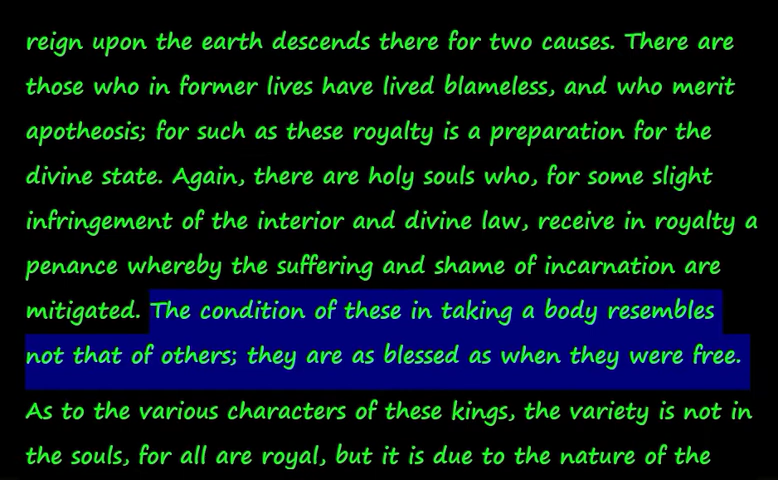 reign upon the earth descends there for two causes. There are
those who in former lives have lived blameless, and who merit
apotheosis; for such as these royalty is a preparation for the
divine state. Again, there are holy souls who, for some slight
infringement of the interior and divine law, receive in royalty a
penance whereby the suffering and shame of incarnation are
mitigated. The condition of these in taking a body resembles
not that of others; they are as blessed as when they were free.
As to the various characters of these kings, the variety is not in
the souls, for all are royal, but it is due to the nature of the